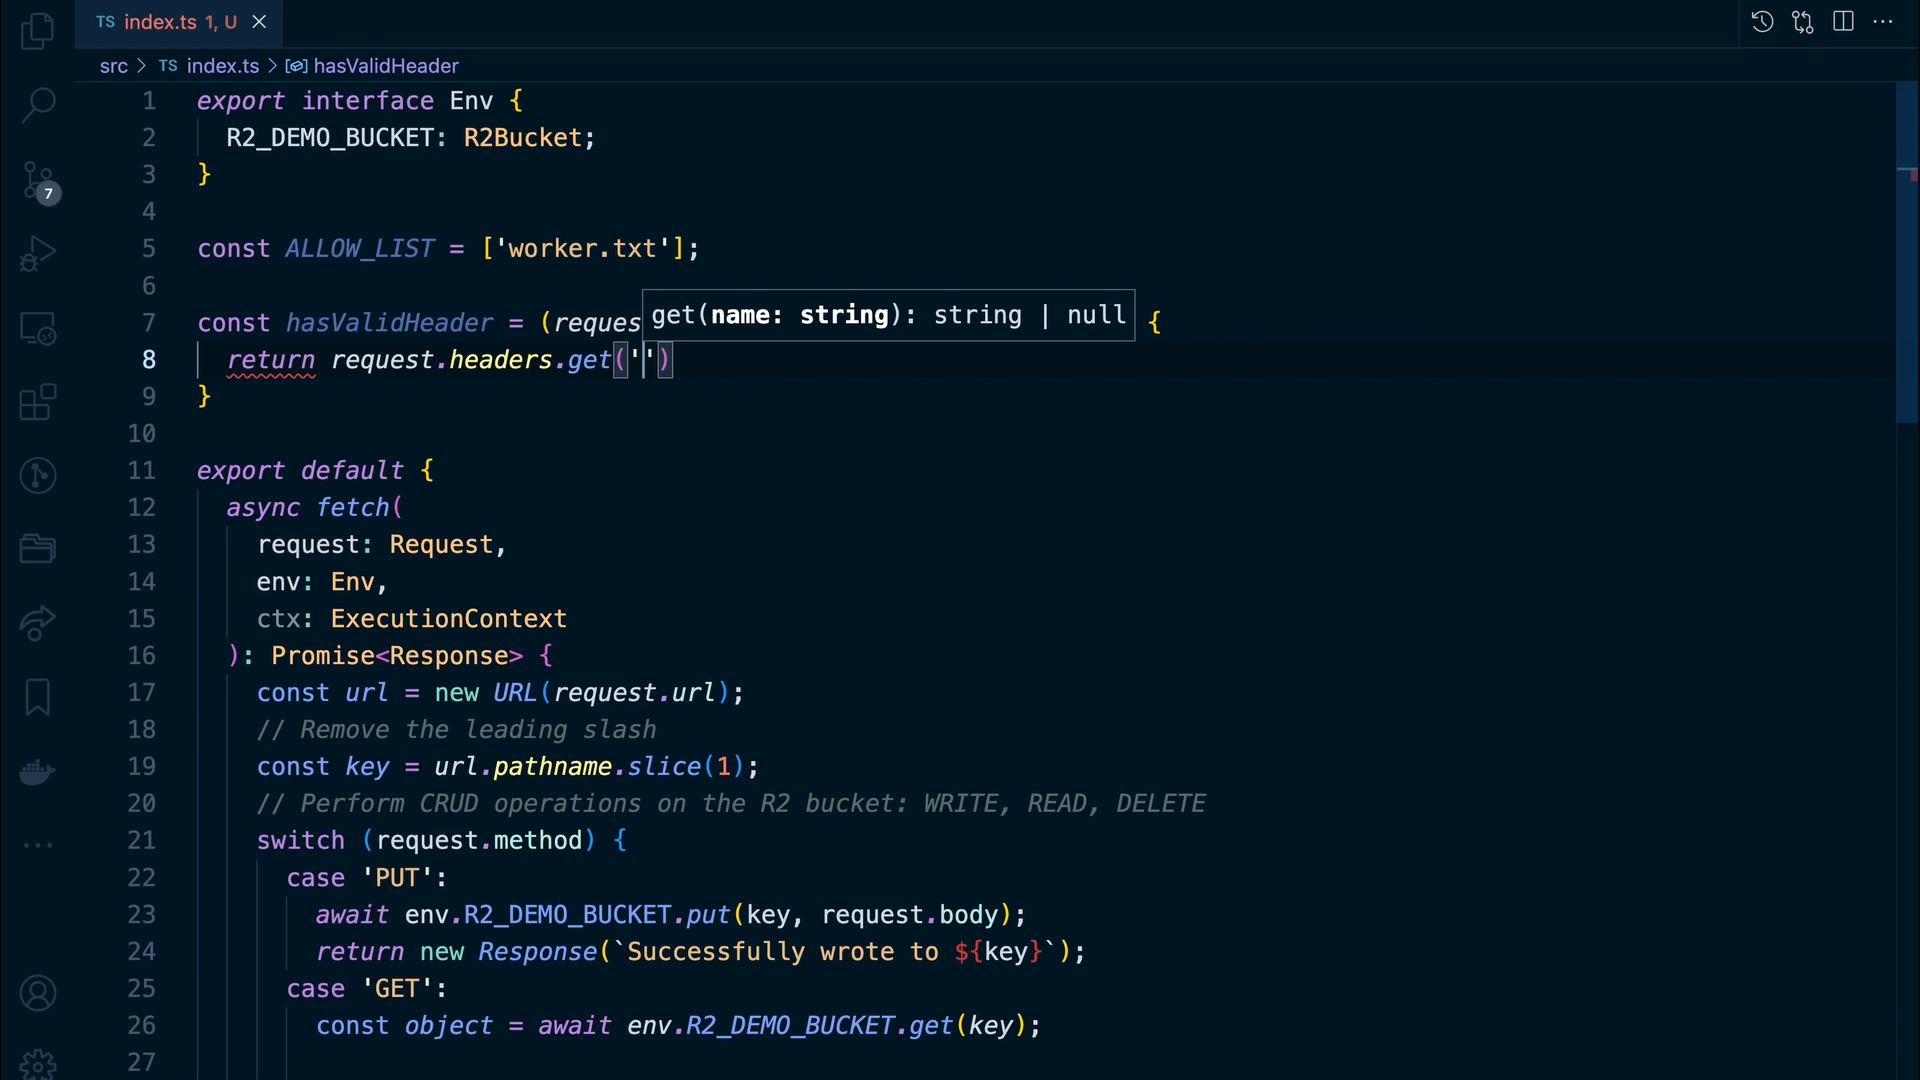 TS index.ts 1, U
src > TS index.ts > hasValidHeader
7
1 export interface Env {
2 R2_DEMO_BUCKET: R2Bucket;
3 }
4
5 const ALLOW_LIST = ['worker.txt'];
6
7 const hasValidHeader = (reques {
get(name: string): string | null
8 return request.headers.get('')
9 }
10
11 export default {
12 async fetch(
13 request: Request,
14 env: Env,
15 ctx: ExecutionContext
16 ): Promise<Response> {
17 const url = new URL(request.url);
18 // Remove the leading slash
19 const key = url.pathname.slice(1);
20 // Perform CRUD operations on the R2 bucket: WRITE, READ, DELETE
21 switch (request.method) {
22 case 'PUT':
23 await env.R2_DEMO_BUCKET.put(key, request.body);
24 return new Response(`Successfully wrote to ${key}`);
25 case 'GET':
26 const object = await env.R2_DEMO_BUCKET.get(key);
27